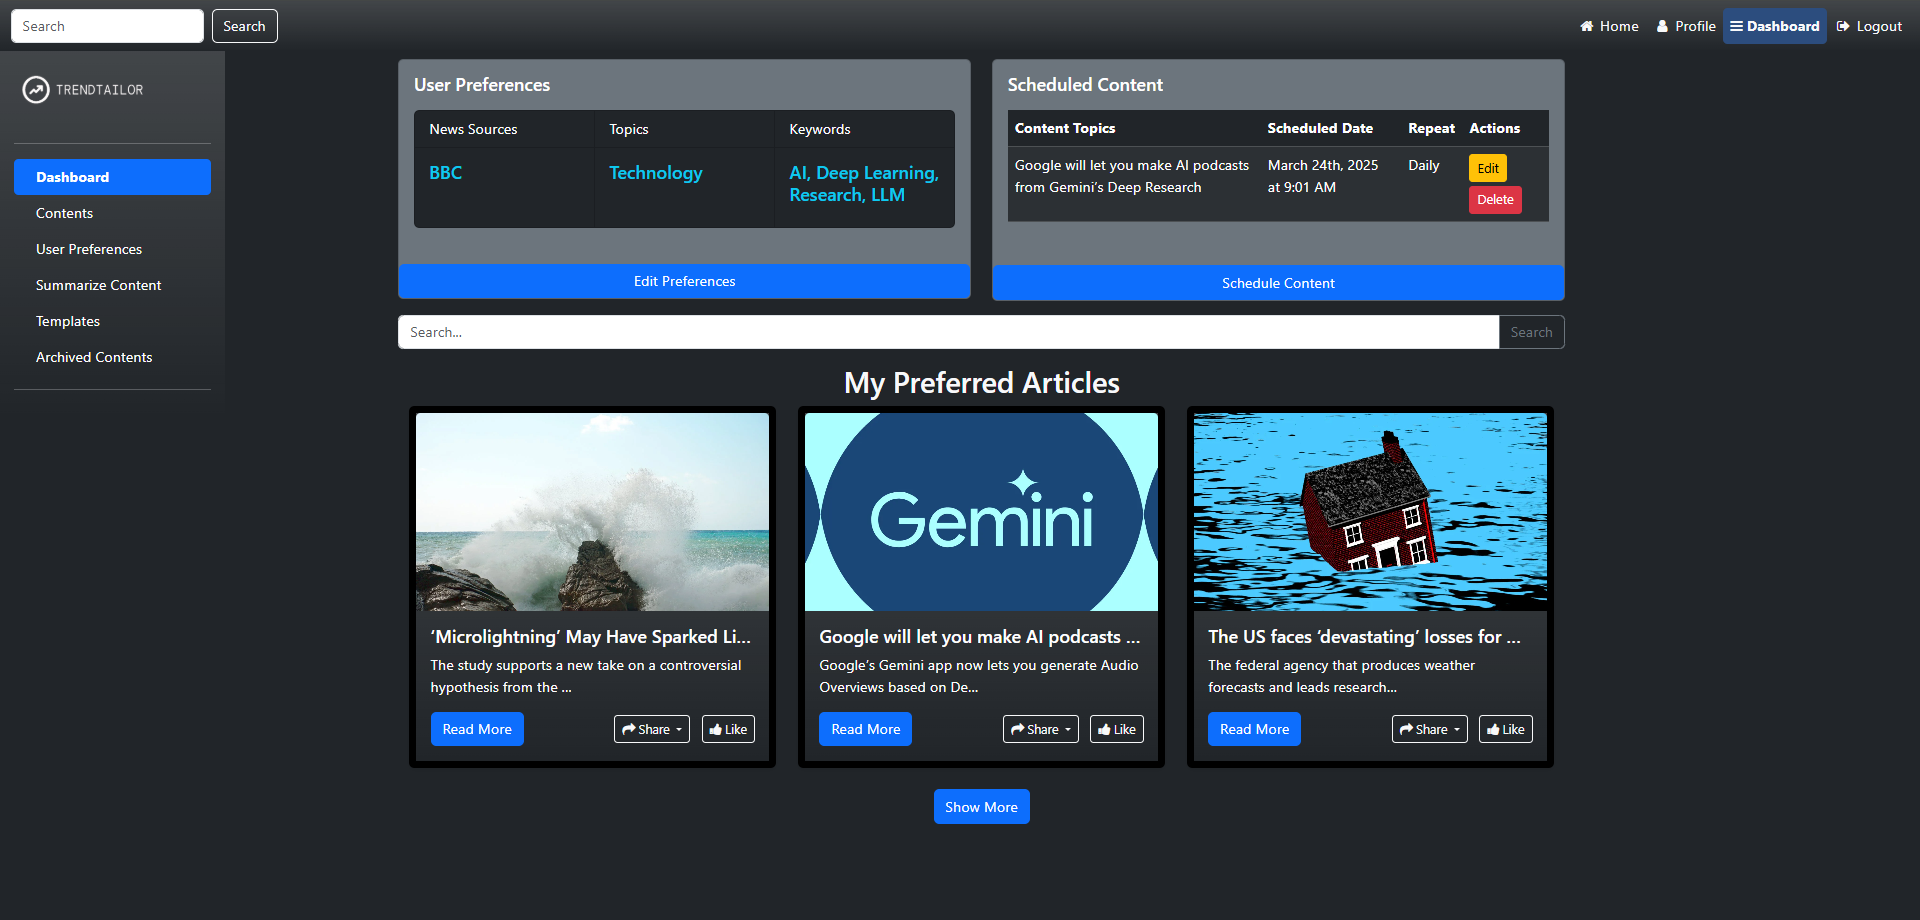 Search
Search
Home
Profile
Dashboard
Logout
TRENDTAILOR
Dashboard
Contents
User Preferences
Summarize Content
Templates
Archived Contents
User Preferences
News Sources
Topics
Keywords
BBC
Technology
AI, Deep Learning,
Research, LLM
Edit Preferences
Scheduled Content
Content Topics
Scheduled Date
Repeat
Actions
Google will let you make AI podcasts
from Gemini’s Deep Research
March 24th, 2025
at 9:01 AM
Daily
Edit
Delete
Schedule Content
Search...
Search
My Preferred Articles
‘Microlightning’ May Have Sparked Li...
The study supports a new take on a controversial
hypothesis from the ...
Read More
Share
Like
Gemini
Google will let you make AI podcasts ...
Google’s Gemini app now lets you generate Audio
Overviews based on De...
Read More
Share
Like
The US faces ‘devastating’ losses for ...
The federal agency that produces weather
forecasts and leads research...
Read More
Share
Like
Show More